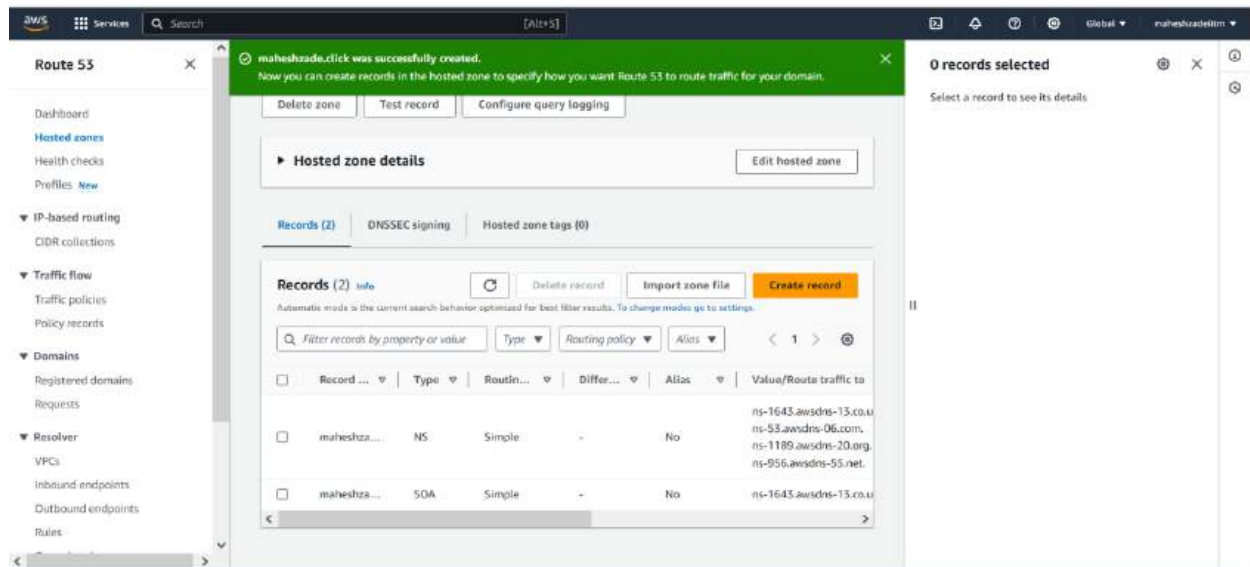 aws
Services
Search
[Alt+S]
Global
Route 53
Dashboard
Hosted zones
Health checks
Profiles New
IP-based routing
CIDR collections
Traffic flow
Traffic policies
Policy records
Domains
Registered domains
Requests
Resolver
VPCs
Inbound endpoints
Outbound endpoints
Rules
maheshzade.click was successfully created.
Now you can create records in the hosted zone to specify how you want Route 53 to route traffic for your domain.
Delete zone
Test record
Configure query logging
Hosted zone details
Edit hosted zone
Records (2)
DNSSEC signing
Hosted zone tags (0)
Records (2) Info
Delete record
Import zone file
Create record
Automatic mode is the current search behavior optimized for best filter results. To change modes go to settings.
Filter records by property or value
Type
Routing policy
Alias
1
Record ...
Type
Routin...
Differ...
Alias
Value/Route traffic to
maheshza...
NS
Simple
-
No
ns-1643.awsdns-13.co.u
ns-53.awsdns-06.com.
ns-1189.awsdns-20.org.
ns-956.awsdns-55.net.
maheshza...
SOA
Simple
-
No
ns-1643.awsdns-13.co.u
0 records selected
Select a record to see its details